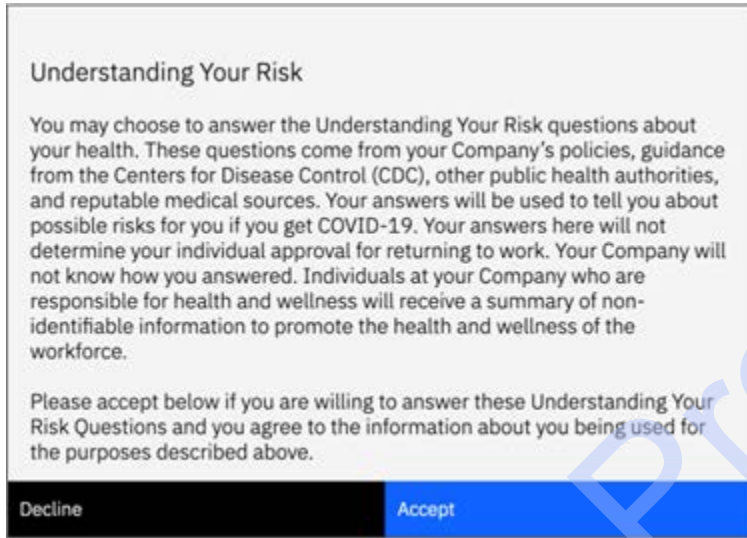 Understanding Your Risk
You may choose to answer the Understanding Your Risk questions about
your health. These questions come from your Company's policies, guidance
from the Centers for Disease Control (CDC), other public health authorities,
and reputable medical sources. Your answers will be used to tell you about
possible risks for you if you get COVID-19. Your answers here will not
determine your individual approval for returning to work. Your Company will
not know how you answered. Individuals at your Company who are
responsible for health and wellness will receive a summary of non-
identifiable information to promote the health and wellness of the
workforce.
Please accept below if you are willing to answer these Understanding Your
Risk Questions and you agree to the information about you being used for
the purposes described above.
Decline
Accept